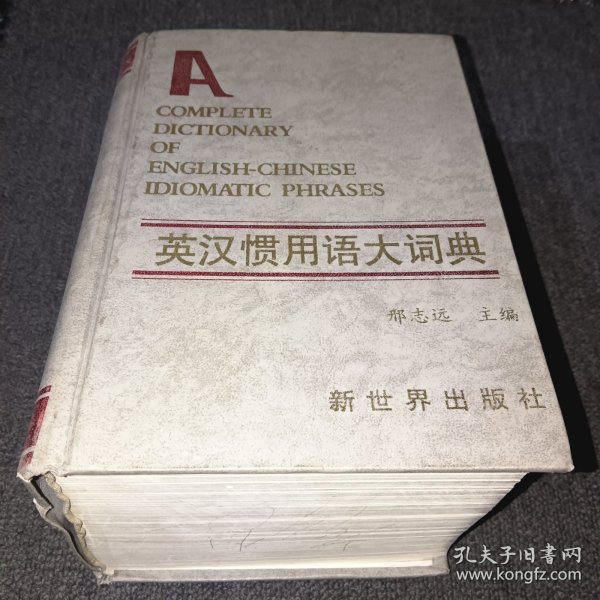 A
COMPLETE
DICTIONARY
OF
ENGLISH-CHINESE
IDIOMATIC PHRASES
英汉惯用语大词典
邢志远 主编
新世界出版社
孔夫子旧书网
www.kongfz.com